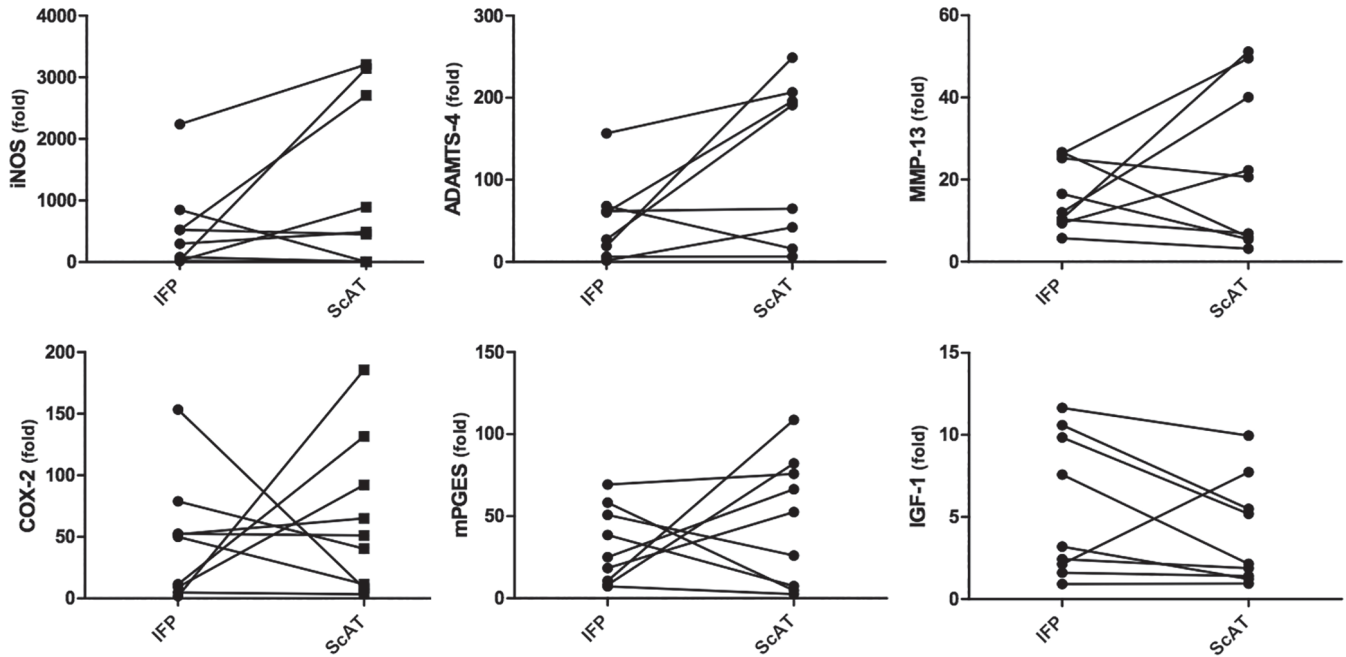 iNOS (fold)
4000
3000
2000
1000
0
IFP
ScAT
ADAMTS-4 (fold)
300
200
100
0
IFP
ScAT
MMP-13 (fold)
60
40
20
0
IFP
ScAT
COX-2 (fold)
200
150
100
50
0
IFP
ScAT
mPGES (fold)
150
100
50
0
IFP
ScAT
IGF-1 (fold)
15
10
5
0
IFP
ScAT